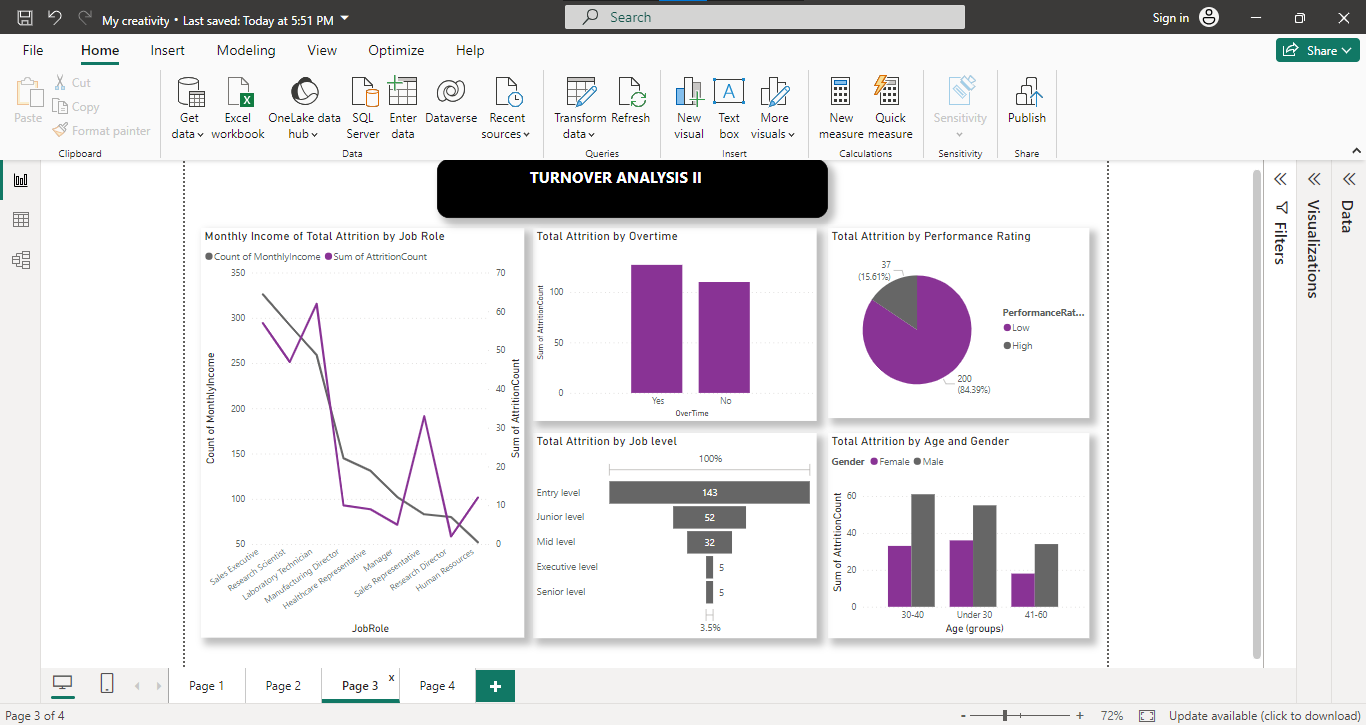 My creativity • Last saved: Today at 5:51 PM
Search
Sign in
File Home Insert Modeling View Optimize Help
Share
Paste
Cut
Copy
Format painter
Clipboard
Get data
Excel workbook
OneLake data hub
SQL Server
Enter data
Dataverse
Recent sources
Data
Transform data
Refresh
Queries
New visual
Text box
More visuals
Insert
New measure
Quick measure
Calculations
Sensitivity
Sensitivity
Publish
Share
TURNOVER ANALYSIS II
Monthly Income of Total Attrition by Job Role
Count of MonthlyIncome Sum of AttritionCount
350
300
250
200
150
100
50
Count of MonthlyIncome
70
60
50
40
30
20
10
0
Sum of AttritionCount
Sales Executive
Research Scientist
Laboratory Technician
Manufacturing Director
Healthcare Representative
Manager
Sales Representative
Research Director
Human Resources
JobRole
Total Attrition by Overtime
Sum of AttritionCount
100
50
0
Yes No
OverTime
Total Attrition by Performance Rating
37
(15.61%)
200
(84.39%)
PerformanceRat...
Low
High
Total Attrition by Job level
100%
Entry level 143
Junior level 52
Mid level 32
Executive level 5
Senior level 5
3.5%
Total Attrition by Age and Gender
Gender Female Male
Sum of AttritionCount
60
40
20
0
30-40 Under 30 41-60
Age (groups)
Filters
Visualizations
Data
Page 1 Page 2 Page 3 x Page 4 +
Page 3 of 4
- + 72% Update available (click to download)